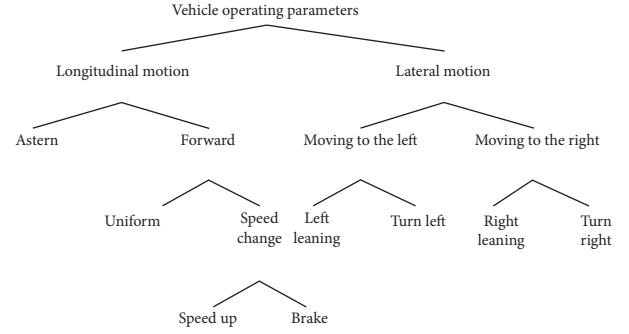 Vehicle operating parameters
Longitudinal motion
Lateral motion
Astern
Forward
Moving to the left
Moving to the right
Uniform
Speed
change
Left
leaning
Turn left
Right
leaning
Turn
right
Speed up
Brake